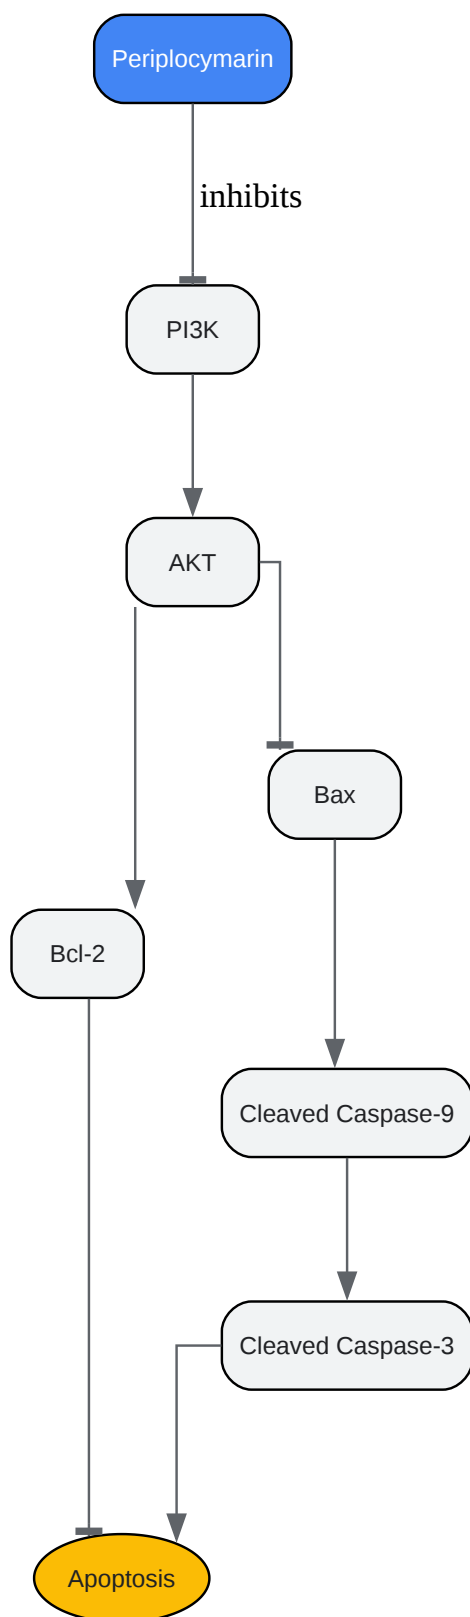 Periplocymarin
inhibits
PI3K
AKT
Bax
Bcl-2
Cleaved Caspase-9
Cleaved Caspase-3
Apoptosis